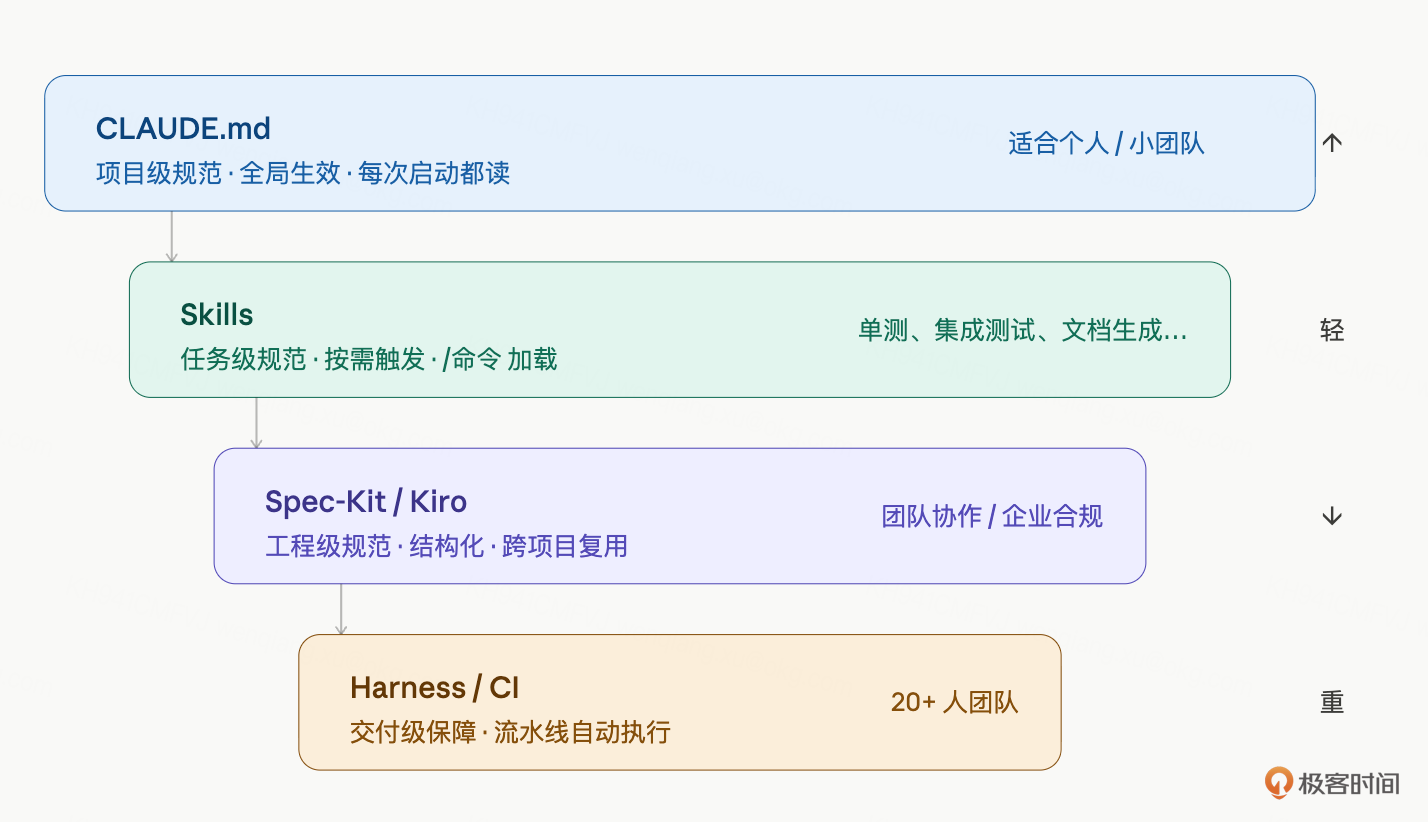 CLAUDE.md
项目级规范 · 全局生效 · 每次启动都读
适合个人 / 小团队
↑
Skills
任务级规范 · 按需触发 · /命令 加载
单测、集成测试、文档生成...
轻
Spec-Kit / Kiro
工程级规范 · 结构化 · 跨项目复用
团队协作 / 企业合规
↓
Harness / CI
交付级保障 · 流水线自动执行
20+ 人团队
重
极客时间